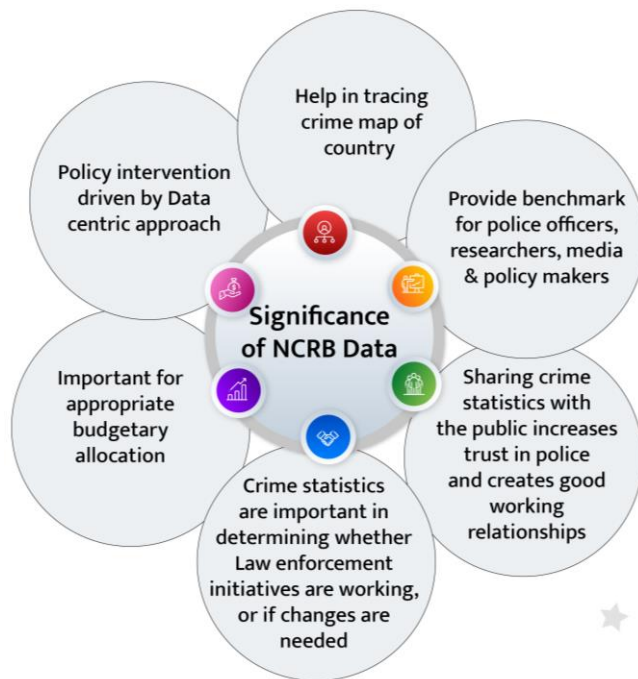 Significance
of NCRB Data
Help in tracing
crime map of
country
Provide benchmark
for police officers,
researchers, media
& policy makers
Sharing crime
statistics with
the public increases
trust in police
and creates good
working
relationships
Crime statistics
are important in
determining whether
Law enforcement
initiatives are working,
or if changes are
needed
Important for
appropriate
budgetary
allocation
Policy intervention
driven by Data
centric approach